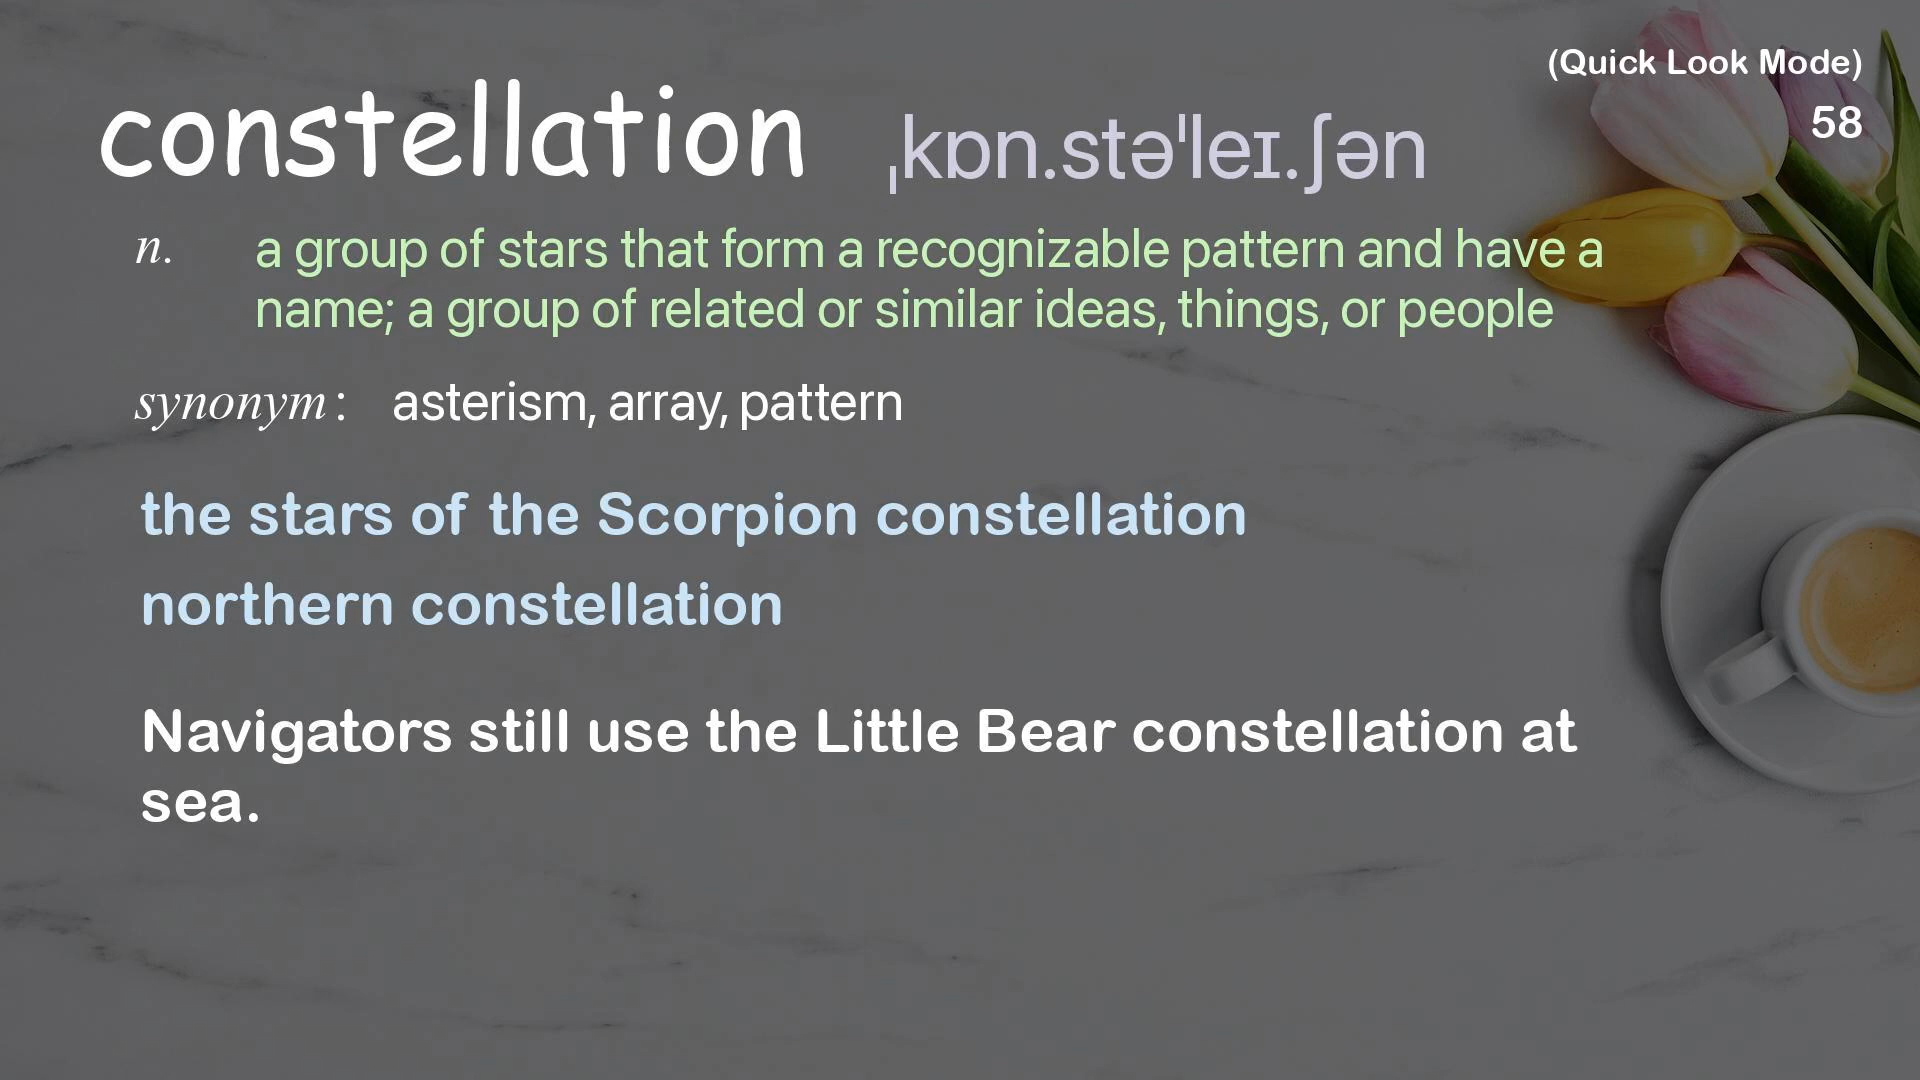 (Quick Look Mode)
58
constellation ˌkɒn.stəˈleɪ.ʃən
n. a group of stars that form a recognizable pattern and have a
name; a group of related or similar ideas, things, or people
synonym: asterism, array, pattern
the stars of the Scorpion constellation
northern constellation
Navigators still use the Little Bear constellation at
sea.